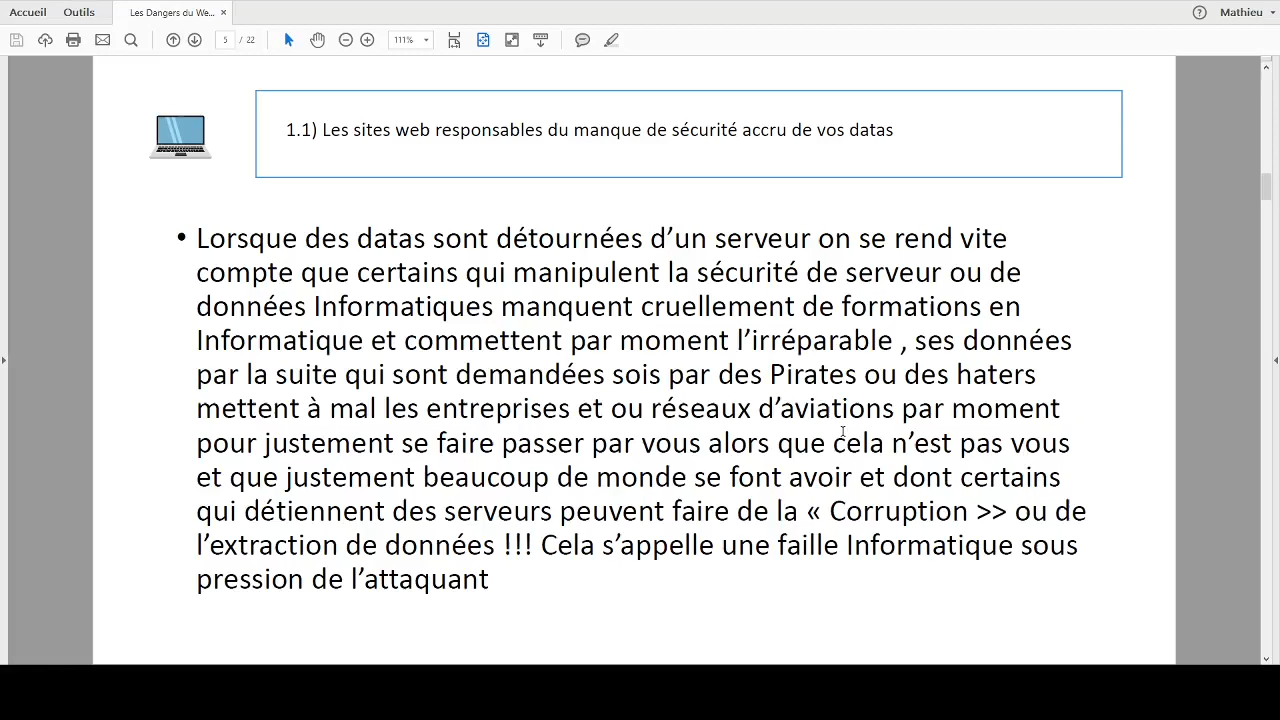 Accueil Outils Les Dangers du We... × ? Mathieu
5 / 22 111%
1.1) Les sites web responsables du manque de sécurité accru de vos datas
• Lorsque des datas sont détournées d’un serveur on se rend vite
compte que certains qui manipulent la sécurité de serveur ou de
données Informatiques manquent cruellement de formations en
Informatique et commettent par moment l’irréparable , ses données
par la suite qui sont demandées sois par des Pirates ou des haters
mettent à mal les entreprises et ou réseaux d’aviations par moment
pour justement se faire passer par vous alors que cela n’est pas vous
et que justement beaucoup de monde se font avoir et dont certains
qui détiennent des serveurs peuvent faire de la « Corruption >> ou de
l’extraction de données !!! Cela s’appelle une faille Informatique sous
pression de l’attaquant